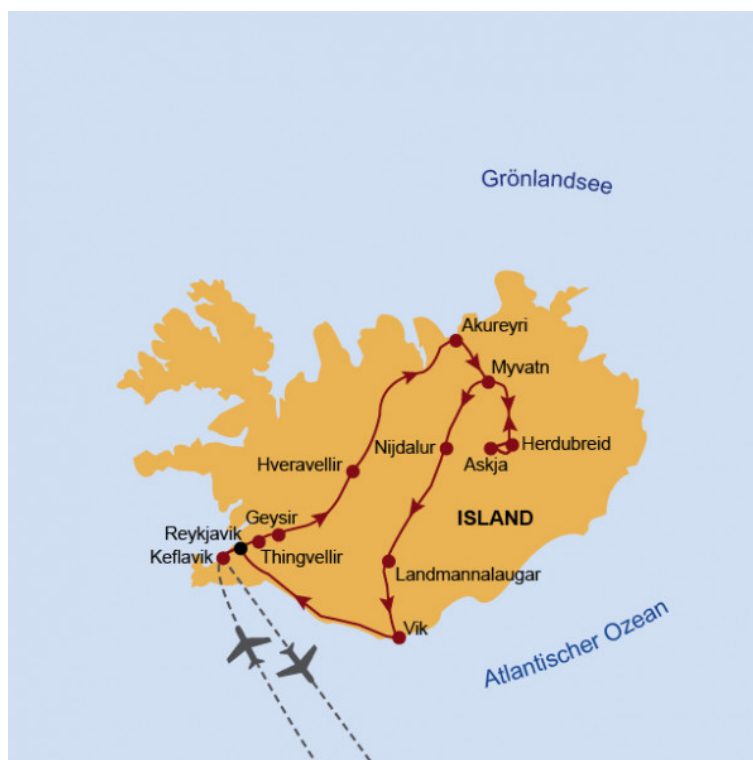 Grönlandsee
Akureyri
Myvatn
Nijdalur
Herdubreid
Hveravellir
Askja
Geysir
ISLAND
Reykjavik
Keflavik
Thingvellir
Landmannalaugar
Vik
Atlantischer Ozean